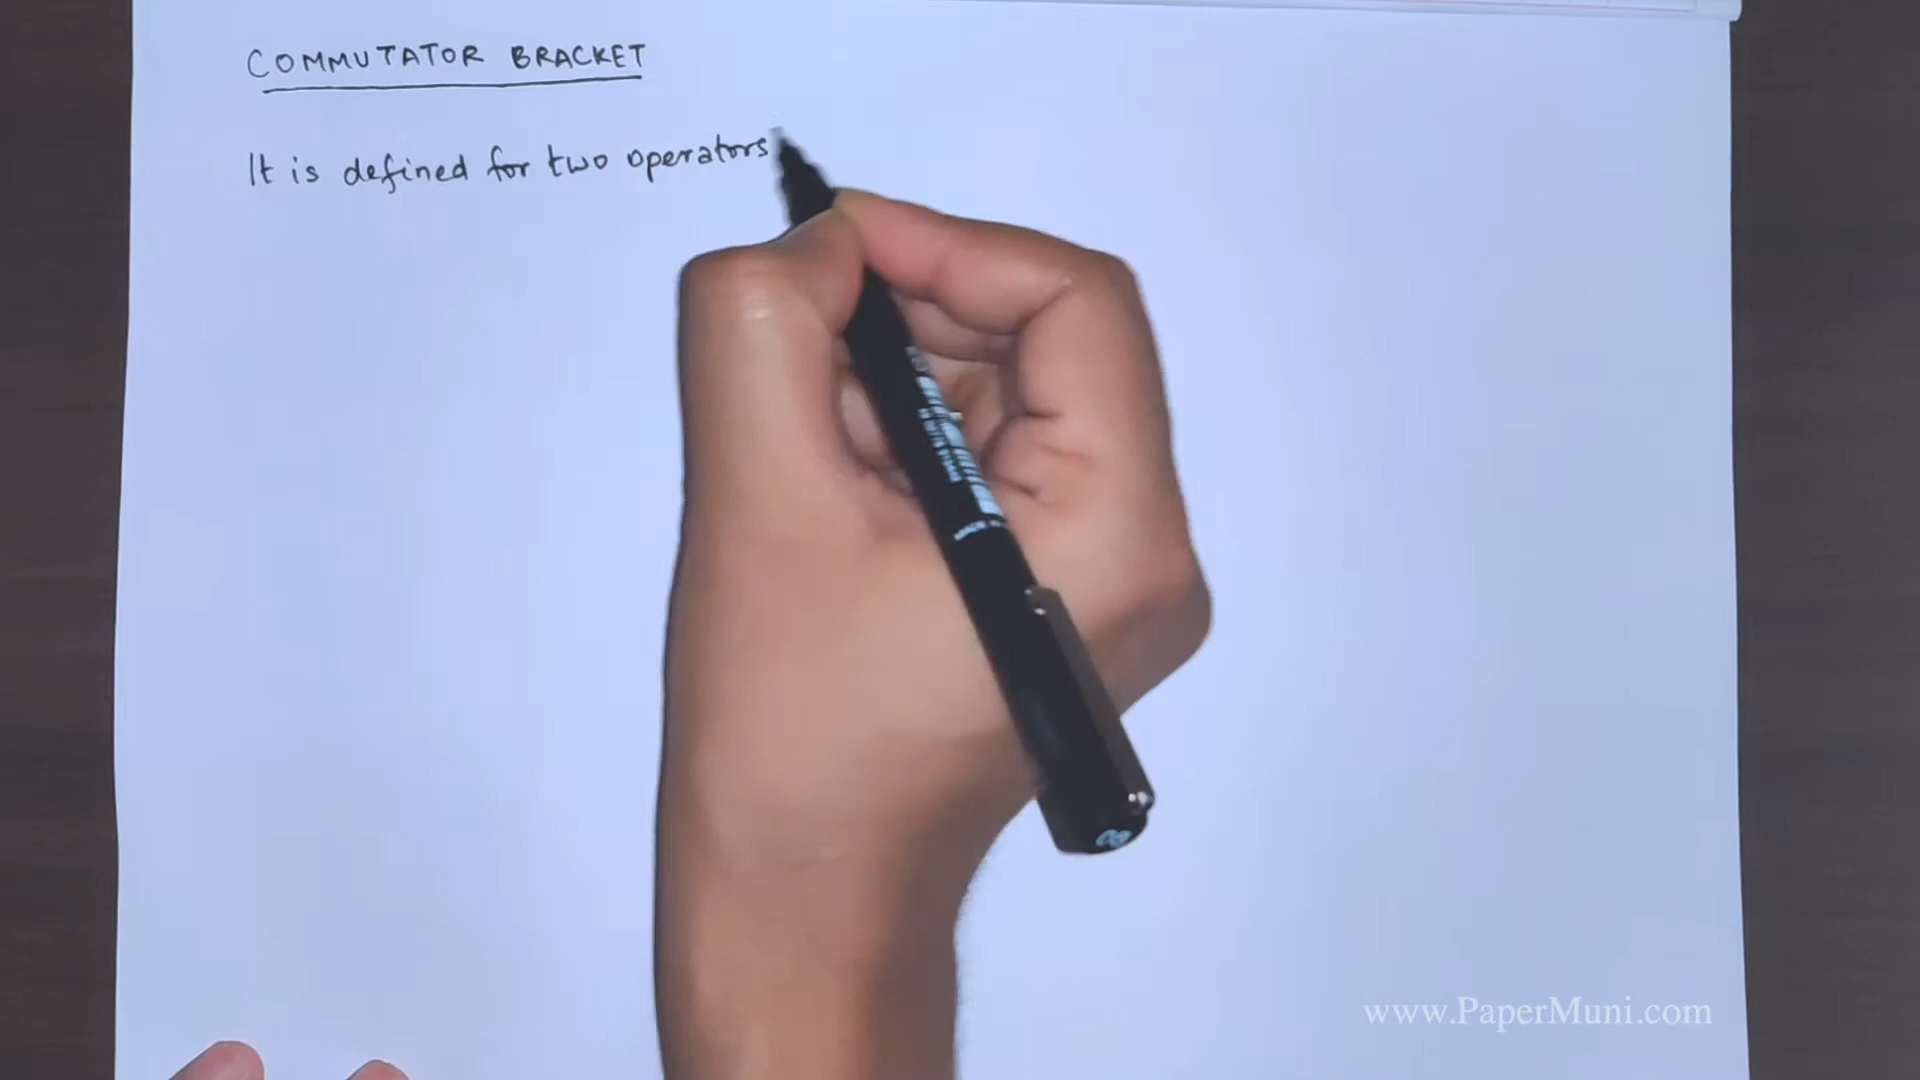 COMMUTATOR BRACKET
It is defined for two operators
www.PaperMuni.com